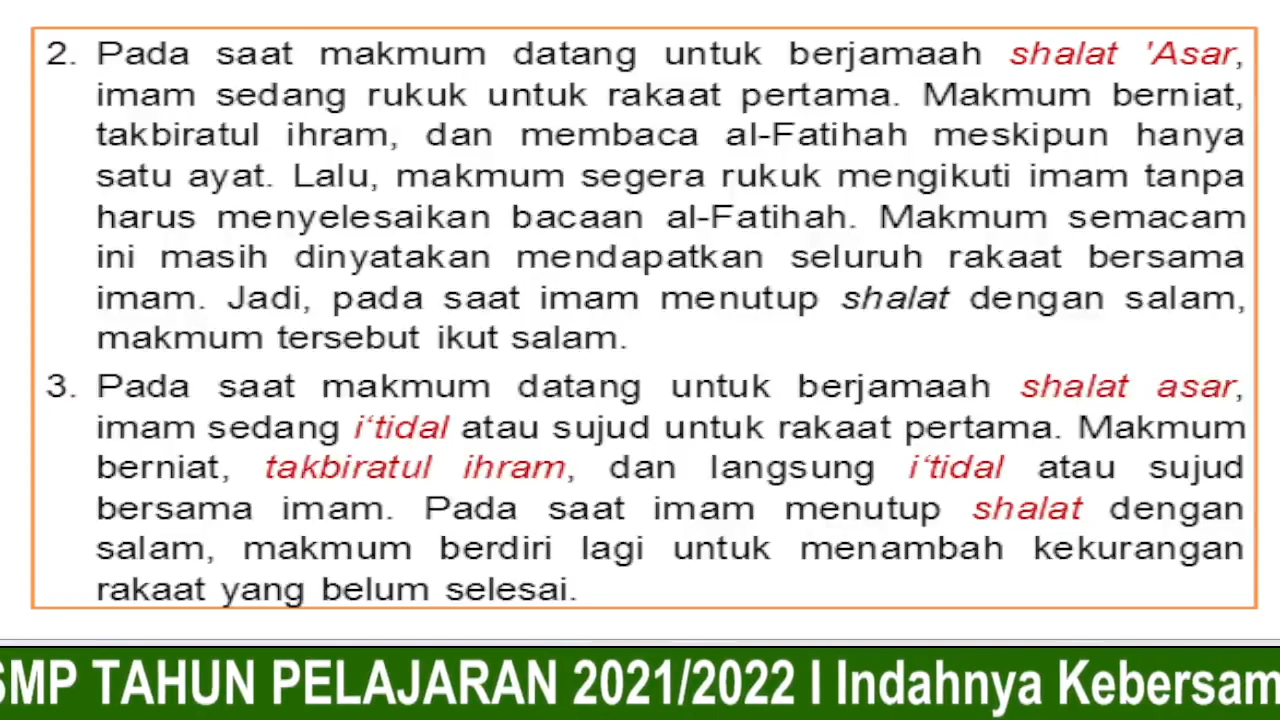 2. Pada saat makmum datang untuk berjamaah shalat 'Asar,
imam sedang rukuk untuk rakaat pertama. Makmum berniat,
takbiratul ihram, dan membaca al-Fatihah meskipun hanya
satu ayat. Lalu, makmum segera rukuk mengikuti imam tanpa
harus menyelesaikan bacaan al-Fatihah. Makmum semacam
ini masih dinyatakan mendapatkan seluruh rakaat bersama
imam. Jadi, pada saat imam menutup shalat dengan salam,
makmum tersebut ikut salam.
3. Pada saat makmum datang untuk berjamaah shalat asar,
imam sedang i‘tidal atau sujud untuk rakaat pertama. Makmum
berniat, takbiratul ihram, dan langsung i‘tidal atau sujud
bersama imam. Pada saat imam menutup shalat dengan
salam, makmum berdiri lagi untuk menambah kekurangan
rakaat yang belum selesai.
SMP TAHUN PELAJARAN 2021/2022 I Indahnya Kebersam